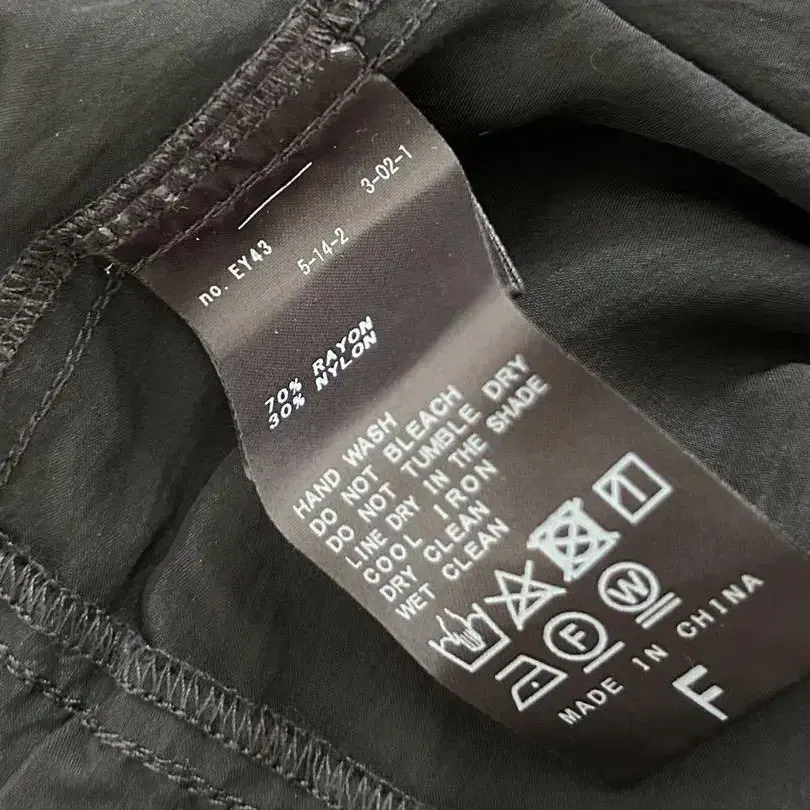 no. EY43
5-14-2
3-02-1
70% RAYON
30% NYLON
HAND WASH
DO NOT BLEACH
DO NOT TUMBLE DRY
LINE DRY IN THE SHADE
COOL IRON
DRY CLEAN
WET CLEAN
F
W
MADE IN CHINA
F